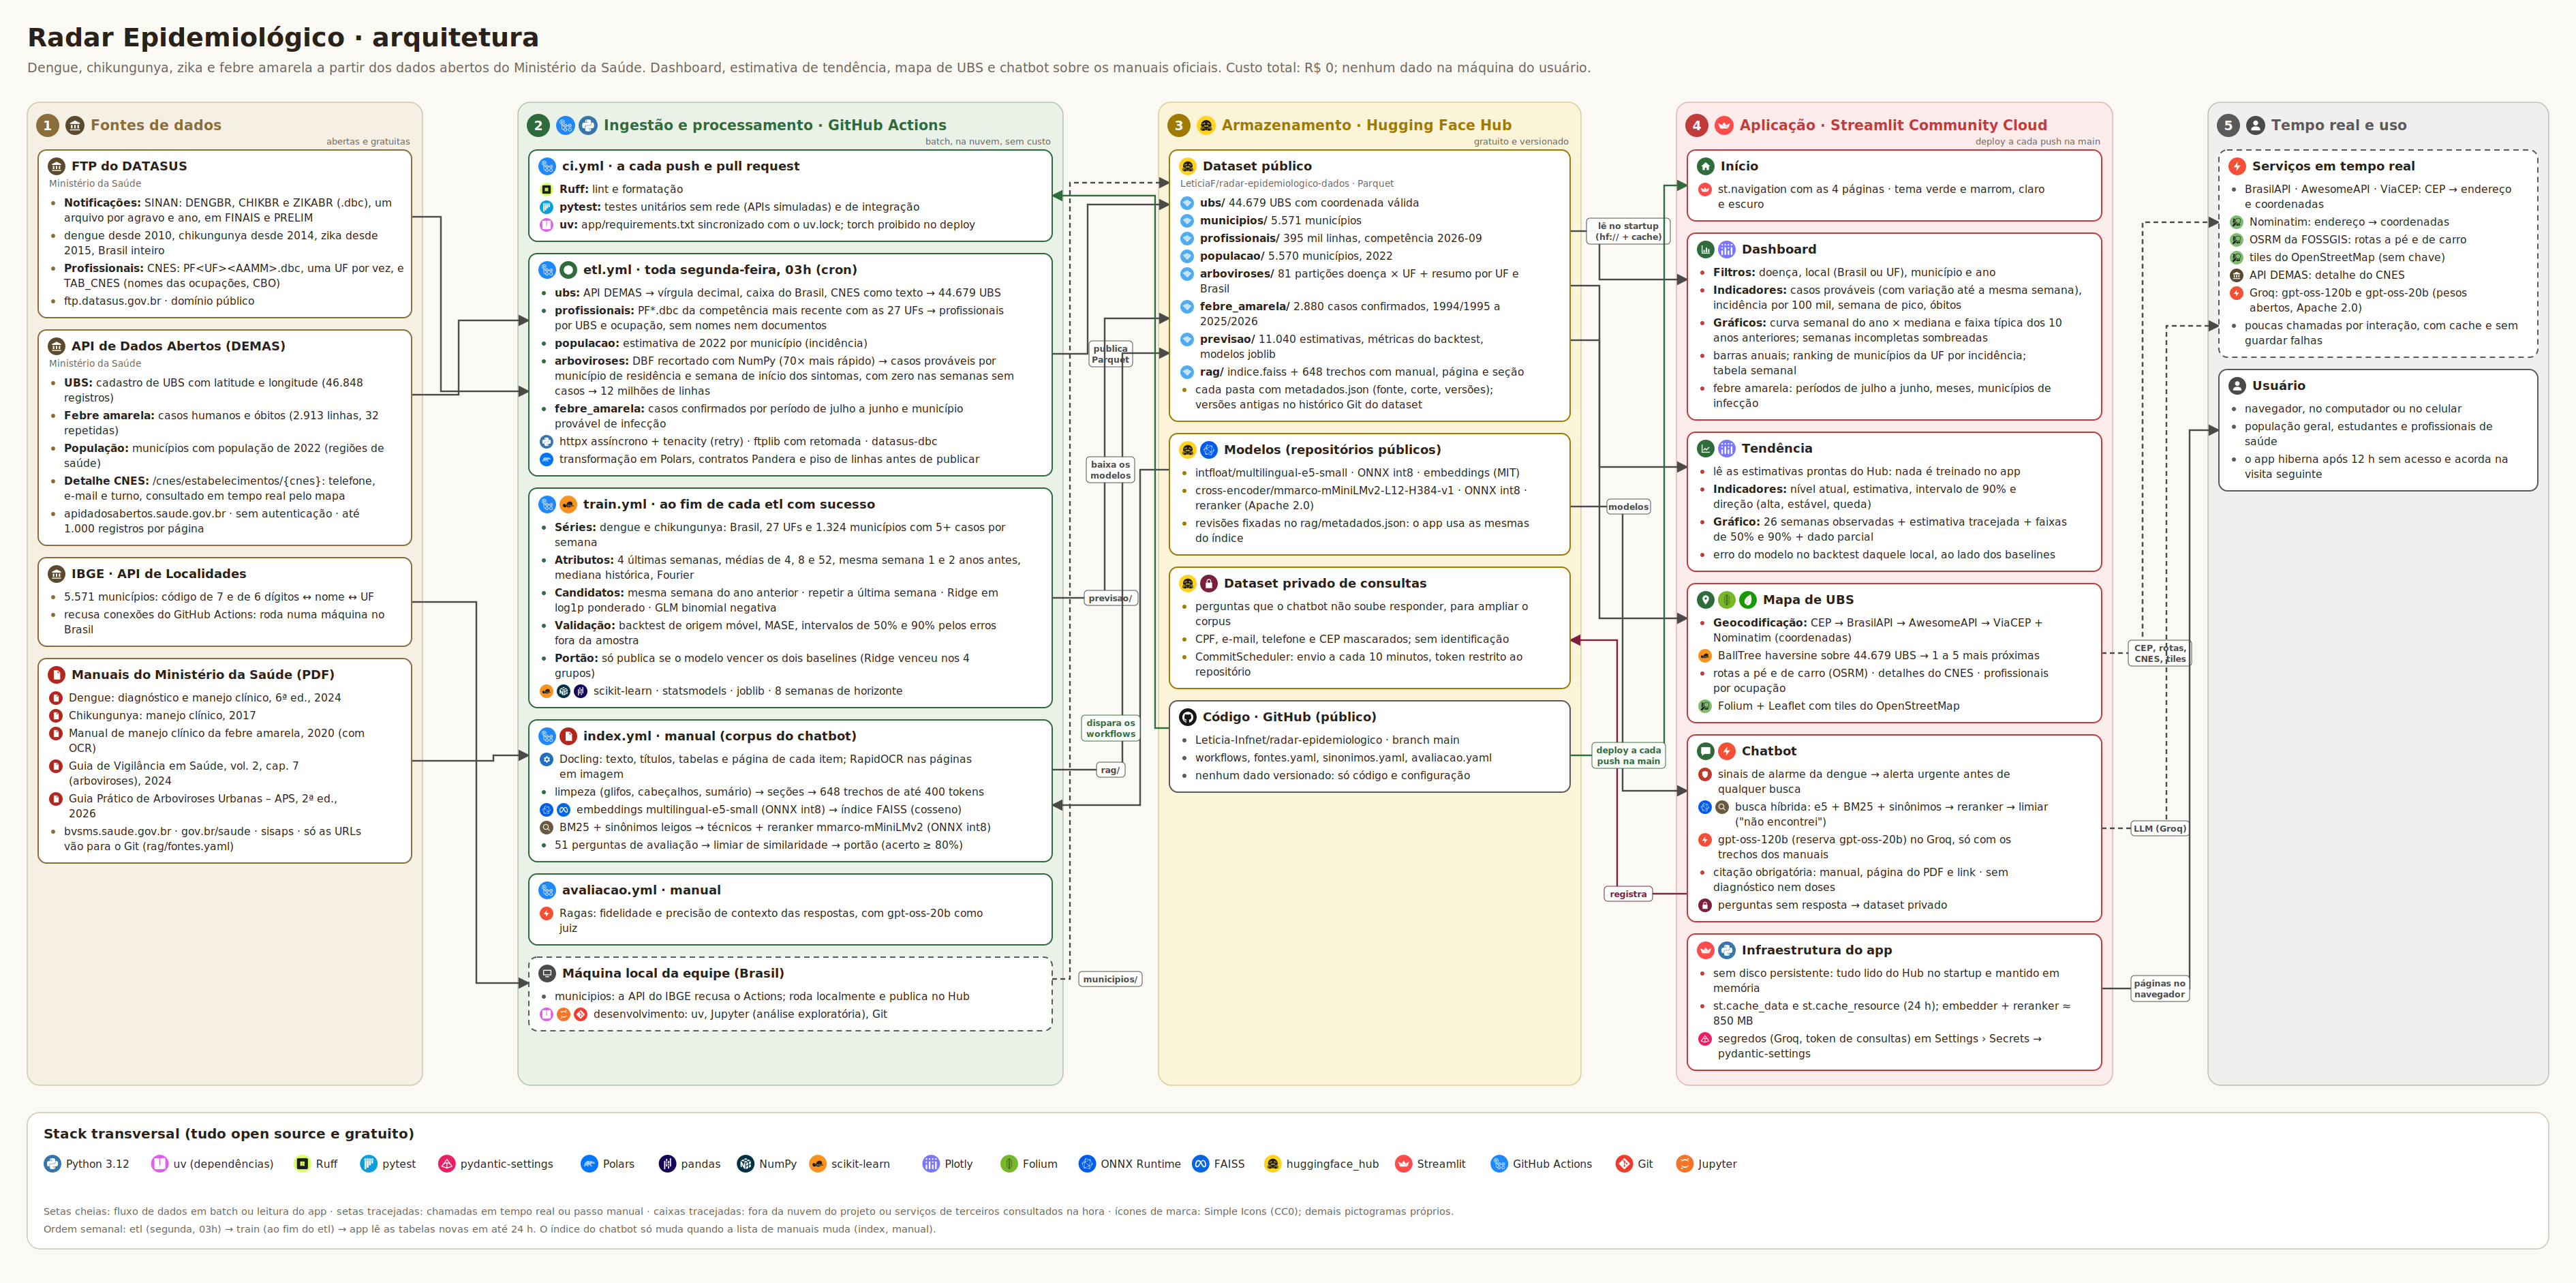 Radar Epidemiológico · arquitetura
Dengue, chikungunya, zika e febre amarela a partir dos dados abertos do Ministério da Saúde. Dashboard, estimativa de tendência, mapa de UBS e chatbot sobre os manuais oficiais. Custo total: R$ 0; nenhum dado na máquina do usuário.
1 Fontes de dados
abertas e gratuitas
FTP do DATASUS
Ministério da Saúde
• Notificações: SINAN: DENGBR, CHIKBR e ZIKABR (.dbc), um
arquivo por agravo e ano, em FINAIS e PRELIM
• dengue desde 2010, chikungunya desde 2014, zika desde
2015, Brasil inteiro
• Profissionais: CNES: PF<UF><AAMM>.dbc, uma UF por vez, e
TAB_CNES (nomes das ocupações, CBO)
• ftp.datasus.gov.br · domínio público
API de Dados Abertos (DEMAS)
Ministério da Saúde
• UBS: cadastro de UBS com latitude e longitude (46.848
registros)
• Febre amarela: casos humanos e óbitos (2.913 linhas, 32
repetidas)
• População: municípios com população de 2022 (regiões de
saúde)
• Detalhe CNES: /cnes/estabelecimentos/{cnes}: telefone,
e-mail e turno, consultado em tempo real pelo mapa
• apidadosabertos.saude.gov.br · sem autenticação · até
1.000 registros por página
IBGE · API de Localidades
• 5.571 municípios: código de 7 e de 6 dígitos ↔ nome ↔ UF
• recusa conexões do GitHub Actions: roda numa máquina no
Brasil
Manuais do Ministério da Saúde (PDF)
Dengue: diagnóstico e manejo clínico, 6ª ed., 2024
Chikungunya: manejo clínico, 2017
Manual de manejo clínico da febre amarela, 2020 (com
OCR)
Guia de Vigilância em Saúde, vol. 2, cap. 7
(arboviroses), 2024
Guia Prático de Arboviroses Urbanas – APS, 2ª ed.,
2026
• bvsms.saude.gov.br · gov.br/saude · sisaps · só as URLs
vão para o Git (rag/fontes.yaml)
2 Ingestão e processamento · GitHub Actions
batch, na nuvem, sem custo
ci.yml · a cada push e pull request
Ruff: lint e formatação
pytest: testes unitários sem rede (APIs simuladas) e de integração
uv: app/requirements.txt sincronizado com o uv.lock; torch proibido no deploy
etl.yml · toda segunda-feira, 03h (cron)
• ubs: API DEMAS → vírgula decimal, caixa do Brasil, CNES como texto → 44.679 UBS
• profissionais: PF*.dbc da competência mais recente com as 27 UFs → profissionais
por UBS e ocupação, sem nomes nem documentos
• populacao: estimativa de 2022 por município (incidência)
• arboviroses: DBF recortado com NumPy (70× mais rápido) → casos prováveis por
município de residência e semana de início dos sintomas, com zero nas semanas sem
casos → 12 milhões de linhas
• febre_amarela: casos confirmados por período de julho a junho e município
provável de infecção
httpx assíncrono + tenacity (retry) · ftplib com retomada · datasus-dbc
transformação em Polars, contratos Pandera e piso de linhas antes de publicar
train.yml · ao fim de cada etl com sucesso
• Séries: dengue e chikungunya: Brasil, 27 UFs e 1.324 municípios com 5+ casos por
semana
• Atributos: 4 últimas semanas, médias de 4, 8 e 52, mesma semana 1 e 2 anos antes,
mediana histórica, Fourier
• Candidatos: mesma semana do ano anterior · repetir a última semana · Ridge em
log1p ponderado · GLM binomial negativa
• Validação: backtest de origem móvel, MASE, intervalos de 50% e 90% pelos erros
fora da amostra
• Portão: só publica se o modelo vencer os dois baselines (Ridge venceu nos 4
grupos)
scikit-learn · statsmodels · joblib · 8 semanas de horizonte
index.yml · manual (corpus do chatbot)
Docling: texto, títulos, tabelas e página de cada item; RapidOCR nas páginas
em imagem
• limpeza (glifos, cabeçalhos, sumário) → seções → 648 trechos de até 400 tokens
embeddings multilingual-e5-small (ONNX int8) → índice FAISS (cosseno)
BM25 + sinônimos leigos → técnicos e reranker mmarco-mMiniLMv2 (ONNX int8)
• 51 perguntas de avaliação → limiar de similaridade → portão (acerto ≥ 80%)
avaliacao.yml · manual
Ragas: fidelidade e precisão de contexto das respostas, com gpt-oss-20b como
juiz
Máquina local da equipe (Brasil)
• municipios: a API do IBGE recusa o Actions; roda localmente e publica no Hub
desenvolvimento: uv, Jupyter (análise exploratória), Git
publica
Parquet
baixa os
modelos
previsao/
dispara os
workflows
rag/
municipios/
3 Armazenamento · Hugging Face Hub
gratuito e versionado
Dataset público
LeticiaF/radar-epidemiologico-dados · Parquet
ubs/ 44.679 UBS com coordenada válida
municipios/ 5.571 municípios
profissionais/ 395 mil linhas, competência 2026-09
populacao/ 5.570 municípios, 2022
arboviroses/ 81 partições doença × UF + resumo por UF e
Brasil
febre_amarela/ 2.880 casos confirmados, 1994/1995 a
2025/2026
previsao/ 11.040 estimativas, métricas do backtest,
modelos joblib
rag/ indice.faiss + 648 trechos com manual, página e seção
• cada pasta com metadados.json (fonte, corte, versões);
versões antigas no histórico Git do dataset
Modelos (repositórios públicos)
• intfloat/multilingual-e5-small · ONNX int8 · embeddings (MIT)
• cross-encoder/mmarco-mMiniLMv2-L12-H384-v1 · ONNX int8 ·
reranker (Apache 2.0)
• revisões fixadas no rag/metadados.json: o app usa as mesmas
do índice
Dataset privado de consultas
• perguntas que o chatbot não soube responder, para ampliar o
corpus
• CPF, e-mail, telefone e CEP mascarados; sem identificação
• CommitScheduler: envio a cada 10 minutos, token restrito ao
repositório
Código · GitHub (público)
• Leticia-Infnet/radar-epidemiologico · branch main
• workflows, fontes.yaml, sinonimos.yaml, avaliacao.yaml
• nenhum dado versionado: só código e configuração
lê no startup
(hf:// + cache)
modelos
deploy a cada
push na main
registra
4 Aplicação · Streamlit Community Cloud
deploy a cada push na main
Início
st.navigation com as 4 páginas · tema verde e marrom, claro
e escuro
Dashboard
• Filtros: doença, local (Brasil ou UF), município e ano
• Indicadores: casos prováveis (com variação até a mesma semana),
incidência por 100 mil, semana de pico, óbitos
• Gráficos: curva semanal do ano × mediana e faixa típica dos 10
anos anteriores; semanas incompletas sombreadas
• barras anuais; ranking de municípios da UF por incidência;
tabela semanal
• febre amarela: períodos de julho a junho, meses, municípios de
infecção
Tendência
• lê as estimativas prontas do Hub: nada é treinado no app
• Indicadores: nível atual, estimativa, intervalo de 90% e
direção (alta, estável, queda)
• Gráfico: 26 semanas observadas + estimativa tracejada + faixas
de 50% e 90% + dado parcial
• erro do modelo no backtest daquele local, ao lado dos baselines
Mapa de UBS
• Geocodificação: CEP → BrasilAPI → AwesomeAPI → ViaCEP +
Nominatim (coordenadas)
BallTree haversine sobre 44.679 UBS → 1 a 5 mais próximas
• rotas a pé e de carro (OSRM) · detalhes do CNES · profissionais
por ocupação
Folium + Leaflet com tiles do OpenStreetMap
Chatbot
sinais de alarme da dengue → alerta urgente antes de
qualquer busca
busca híbrida: e5 + BM25 + sinônimos → reranker → limiar
("não encontrei")
gpt-oss-120b (reserva gpt-oss-20b) no Groq, só com os
trechos dos manuais
• citação obrigatória: manual, página do PDF e link · sem
diagnóstico nem doses
perguntas sem resposta → dataset privado
Infraestrutura do app
• sem disco persistente: tudo lido do Hub no startup e mantido em
memória
• st.cache_data e st.cache_resource (24 h); embedder + reranker ≈
850 MB
segredos (Groq, token de consultas) em Settings › Secrets →
pydantic-settings
CEP, rotas,
CNES, tiles
LLM (Groq)
páginas no
navegador
5 Tempo real e uso
Serviços em tempo real
• BrasilAPI · AwesomeAPI · ViaCEP: CEP → endereço
e coordenadas
Nominatim: endereço → coordenadas
OSRM da FOSSGIS: rotas a pé e de carro
tiles do OpenStreetMap (sem chave)
API DEMAS: detalhe do CNES
Groq: gpt-oss-120b e gpt-oss-20b (pesos
abertos, Apache 2.0)
• poucas chamadas por interação, com cache e sem
guardar falhas
Usuário
• navegador, no computador ou no celular
• população geral, estudantes e profissionais de
saúde
• o app hiberna após 12 h sem acesso e acorda na
visita seguinte
Stack transversal (tudo open source e gratuito)
Python 3.12 uv (dependências) Ruff pytest pydantic-settings Polars pandas NumPy scikit-learn Plotly Folium ONNX Runtime FAISS huggingface_hub Streamlit GitHub Actions Git Jupyter
Setas cheias: fluxo de dados em batch ou leitura do app · setas tracejadas: chamadas em tempo real ou passo manual · caixas tracejadas: fora da nuvem do projeto ou serviços de terceiros consultados na hora · ícones de marca: Simple Icons (CC0); demais pictogramas próprios.
Ordem semanal: etl (segunda, 03h) → train (ao fim do etl) → app lê as tabelas novas em até 24 h. O índice do chatbot só muda quando a lista de manuais muda (index, manual).